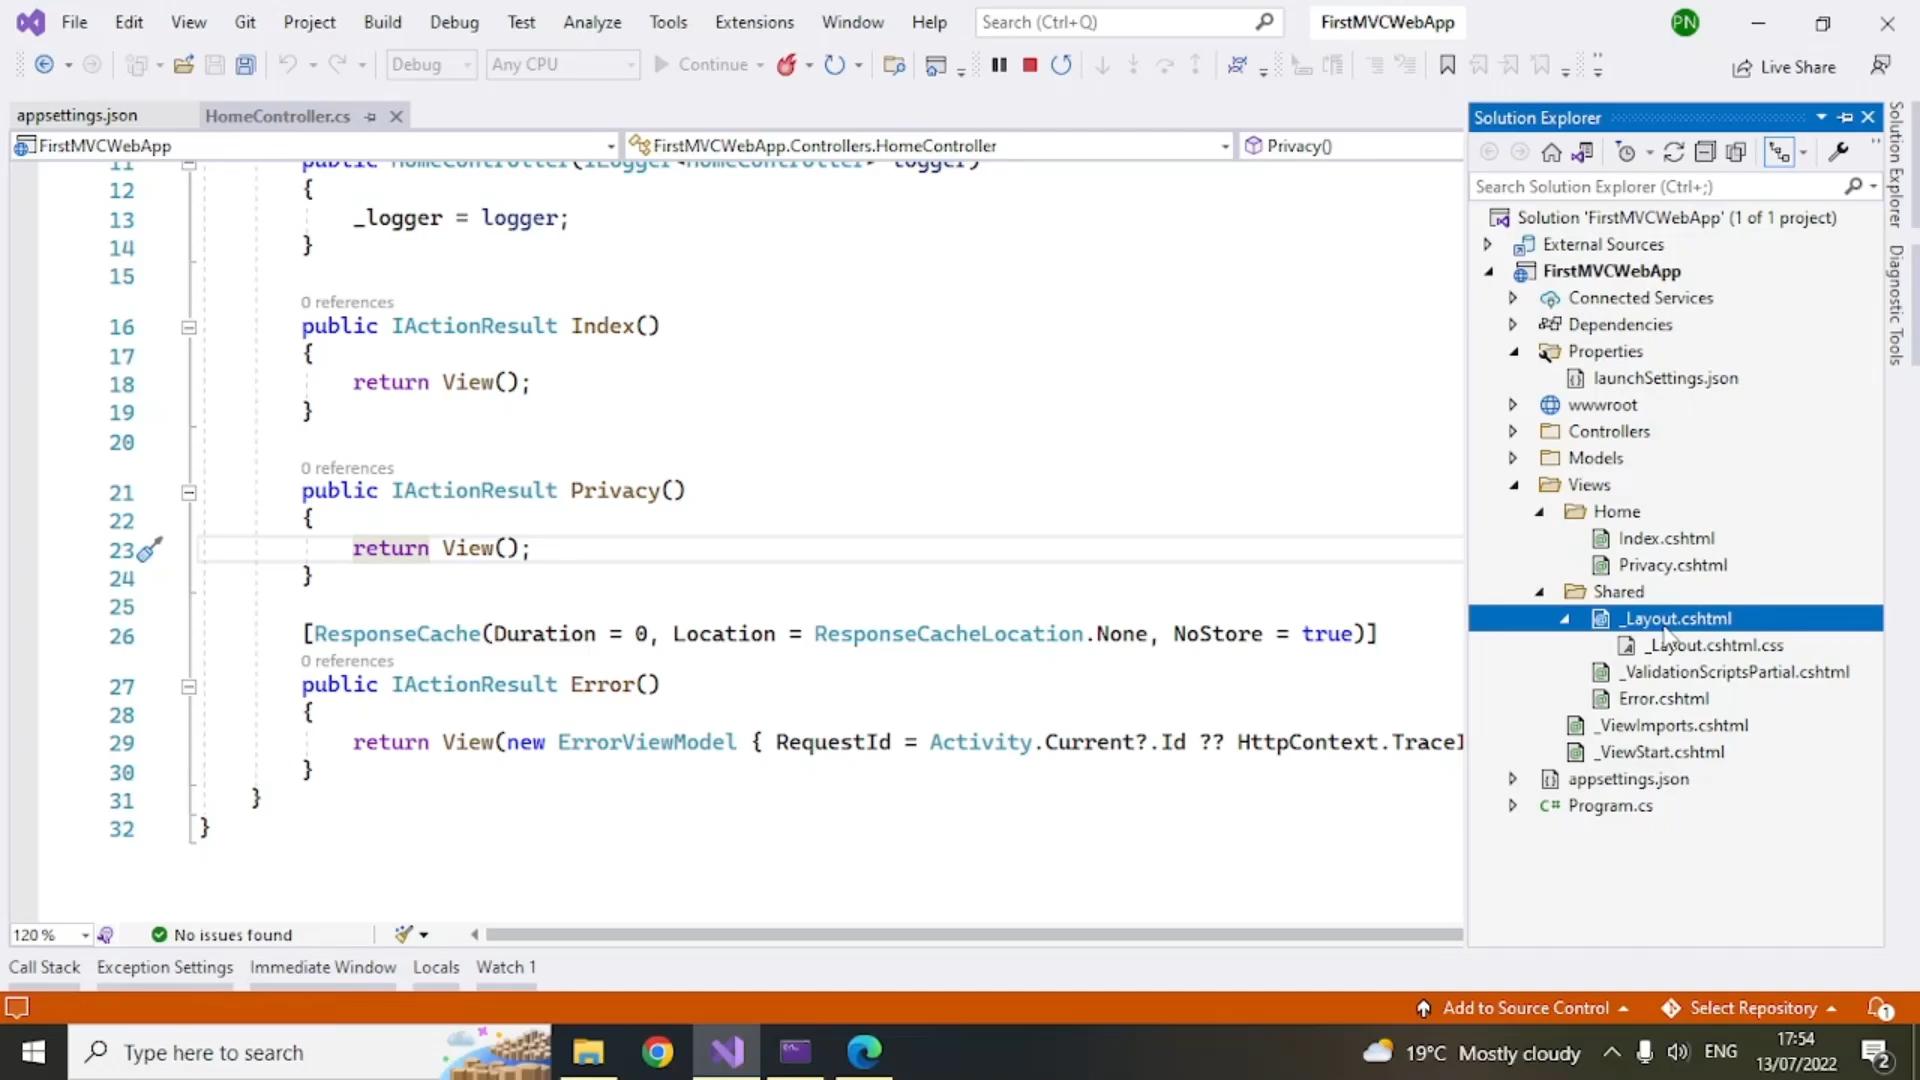 File Edit View Git Project Build Debug Test Analyze Tools Extensions Window Help Search (Ctrl+Q) FirstMVCWebApp PN
Debug Any CPU Continue Live Share
appsettings.json HomeController.cs
FirstMVCWebApp FirstMVCWebApp.Controllers.HomeController Privacy()
11 public HomeController(ILogger<HomeController> logger)
12 {
13 _logger = logger;
14 }
15
0 references
16 public IActionResult Index()
17 {
18 return View();
19 }
20
0 references
21 public IActionResult Privacy()
22 {
23 return View();
24 }
25
26 [ResponseCache(Duration = 0, Location = ResponseCacheLocation.None, NoStore = true)]
0 references
27 public IActionResult Error()
28 {
29 return View(new ErrorViewModel { RequestId = Activity.Current?.Id ?? HttpContext.TraceI
30 }
31 }
32 }
120 % No issues found
Solution Explorer
Search Solution Explorer (Ctrl+;)
Solution 'FirstMVCWebApp' (1 of 1 project)
External Sources
FirstMVCWebApp
Connected Services
Dependencies
Properties
launchSettings.json
wwwroot
Controllers
Models
Views
Home
Index.cshtml
Privacy.cshtml
Shared
_Layout.cshtml
_Layout.cshtml.css
_ValidationScriptsPartial.cshtml
Error.cshtml
_ViewImports.cshtml
_ViewStart.cshtml
appsettings.json
C# Program.cs
Solution Explorer
Diagnostic Tools
Call Stack Exception Settings Immediate Window Locals Watch 1
Add to Source Control Select Repository 1
Type here to search 19°C Mostly cloudy ENG 17:54
13/07/2022 2